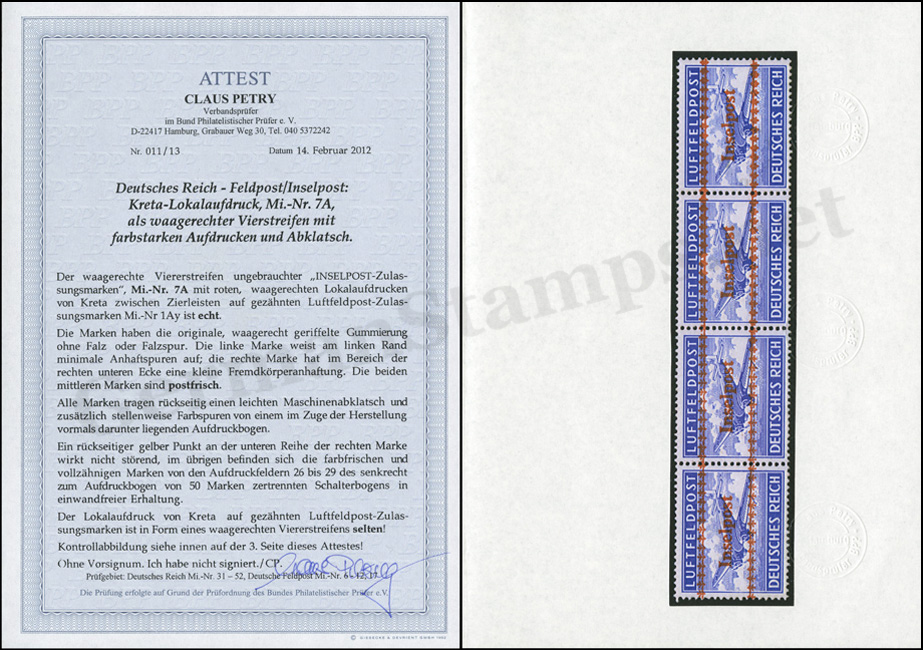 ATTEST
CLAUS PETRY
Verbandsprüfer
im Bund Philatelistischer Prüfer e. V.
D-22417 Hamburg, Grabauer Weg 30, Tel. 040 5372242
Nr. 011/13 Datum 14. Februar 2012
Deutsches Reich - Feldpost/Inselpost:
Kreta-Lokalaufdruck, Mi.-Nr. 7A,
als waagerechter Vierstreifen mit
farbstarken Aufdrucken und Abklatsch.
Der waagerechte Viererstreifen ungebrauchter „INSELPOST-Zulas-
sungsmarken", Mi.-Nr. 7A mit roten, waagerechten Lokalaufdrucken
von Kreta zwischen Zierleisten auf gezähnten Luftfeldpost-Zulas-
sungsmarken Mi.-Nr 1Ay ist echt.
Die Marken haben die originale, waagerecht geriffelte Gummierung
ohne Falz oder Falzspur. Die linke Marke weist am linken Rand
minimale Anhaftspuren auf; die rechte Marke hat im Bereich der
rechten unteren Ecke eine kleine Fremdkörperanhaftung. Die beiden
mittleren Marken sind postfrisch.
Alle Marken tragen rückseitig einen leichten Maschinenabklatsch und
zusätzlich stellenweise Farbspuren von einem im Zuge der Herstellung
vormals darunter liegenden Aufdruckbogen.
Ein rückseitiger gelber Punkt an der unteren Reihe der rechten Marke
wirkt nicht störend, im übrigen befinden sich die farbfrischen und
vollzähnigen Marken von den Aufdruckfeldern 26 bis 29 des senkrecht
zum Aufdruckbogen von 50 Marken zertrennten Schalterbogens in
einwandfreier Erhaltung.
Der Lokalaufdruck von Kreta auf gezähnten Luftfeldpost-Zulas-
sungsmarken ist in Form eines waagerechten Viererstreifens selten!
Kontrollabbildung siehe innen auf der 3. Seite dieses Attestes!
Ohne Vorsignum. Ich habe nicht signiert./CP.
Prüfgebiet: Deutsches Reich Mi.-Nr. 31 – 52, Deutsche Feldpost Mi.-Nr. 6 - 12,17
Die Prüfung erfolgte auf Grund der Prüfordnung des Bundes Philatelistischer Prüfer e.V.
© GIESECKE & DEVRIENT GMBH
LUFTFELDPOST
Inselpost
DEUTSCHES REICH
LUFTFELDPOST
Inselpost
DEUTSCHES REICH
LUFTFELDPOST
Inselpost
DEUTSCHES REICH
LUFTFELDPOST
Inselpost
DEUTSCHES REICH